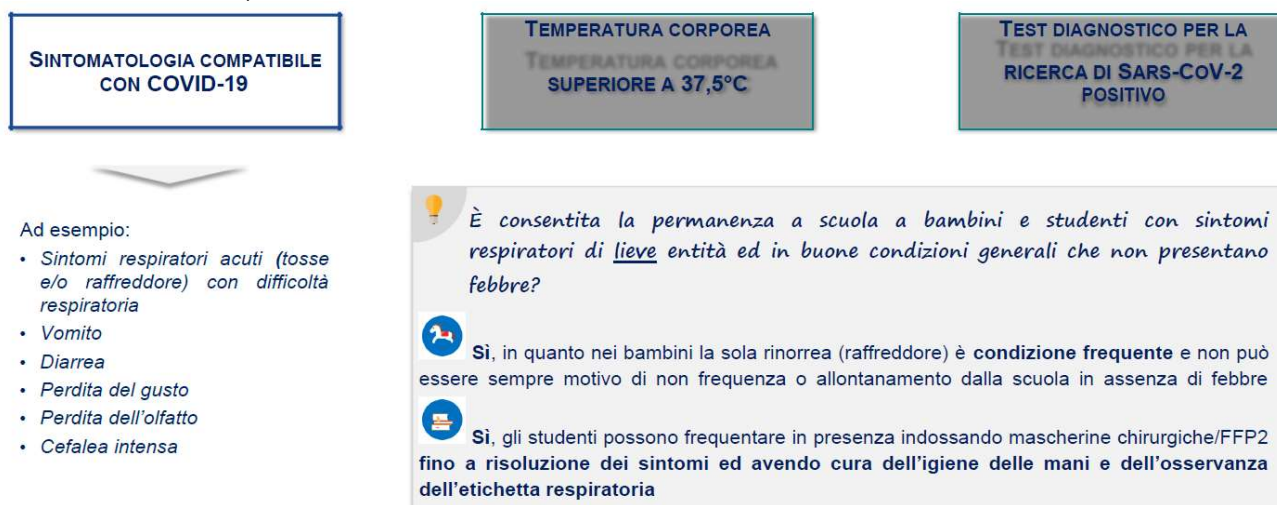 SINTOMATOLOGIA COMPATIBILE
CON COVID-19
TEMPERATURA CORPOREA
SUPERIORE A 37,5°C
TEST DIAGNOSTICO PER LA
RICERCA DI SARS-COV-2
POSITIVO
Ad esempio:
• Sintomi respiratori acuti (tosse
e/o raffreddore) con difficoltà
respiratoria
• Vomito
• Diarrea
• Perdita del gusto
• Perdita dell'olfatto
• Cefalea intensa
È consentita la permanenza a scuola a bambini e studenti con sintomi
respiratori di lieve entità ed in buone condizioni generali che non presentano
febbre?
Sì, in quanto nei bambini la sola rinorrea (raffreddore) è condizione frequente e non può
essere sempre motivo di non frequenza o allontanamento dalla scuola in assenza di febbre
Sì, gli studenti possono frequentare in presenza indossando mascherine chirurgiche/FFP2
fino a risoluzione dei sintomi ed avendo cura dell'igiene delle mani e dell'osservanza
dell'etichetta respiratoria